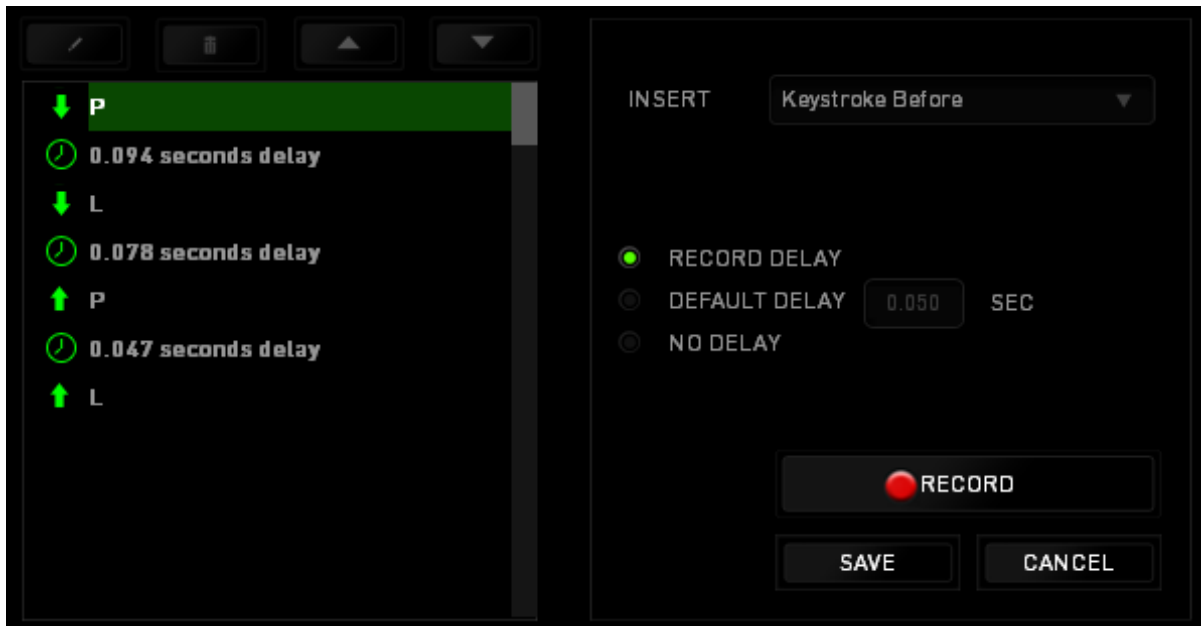 P
0.094 seconds delay
L
0.078 seconds delay
P
0.047 seconds delay
L
INSERT Keystroke Before
RECORD DELAY
DEFAULT DELAY 0.050 SEC
NO DELAY
RECORD
SAVE CANCEL